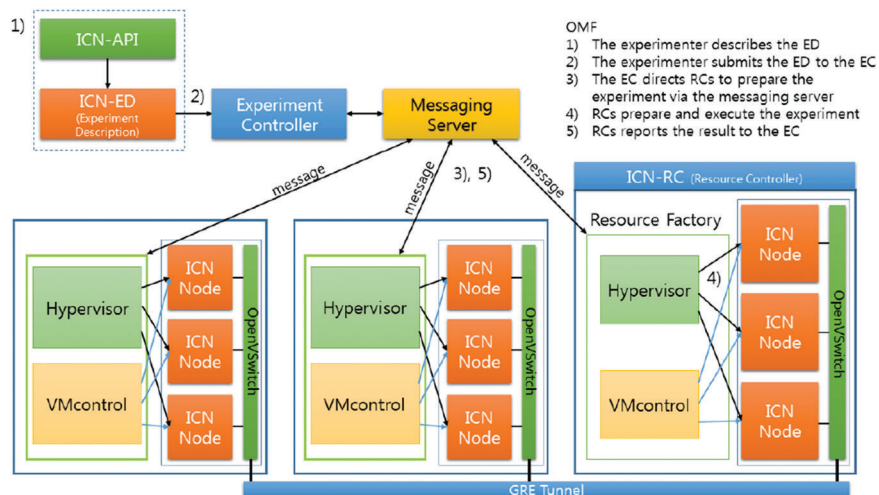 1)
ICN-API
ICN-ED
(Experiment
Description)
2)
Experiment
Controller
Messaging
Server
OMF
1) The experimenter describes the ED
2) The experimenter submits the ED to the EC
3) The EC directs RCs to prepare the
experiment via the messaging server
4) RCs prepare and execute the experiment
5) RCs reports the result to the EC
message
message
3), 5)
message
ICN-RC (Resource Controller)
Resource Factory
Hypervisor
VMcontrol
ICN
Node
ICN
Node
ICN
Node
OpenVSwitch
Hypervisor
VMcontrol
ICN
Node
ICN
Node
ICN
Node
OpenVSwitch
Hypervisor
4)
VMcontrol
ICN
Node
ICN
Node
ICN
Node
OpenVSwitch
GRE Tunnel